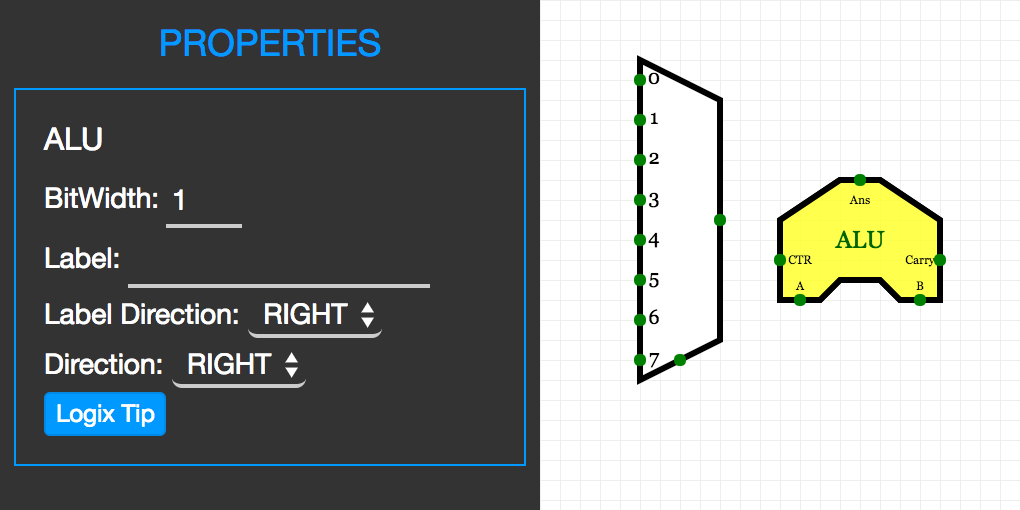 PROPERTIES
ALU
BitWidth: 1
Label:
Label Direction: RIGHT
Direction: RIGHT
Logix Tip
0
1
2
3
4
5
6
7
Ans
ALU
CTR Carry
A B